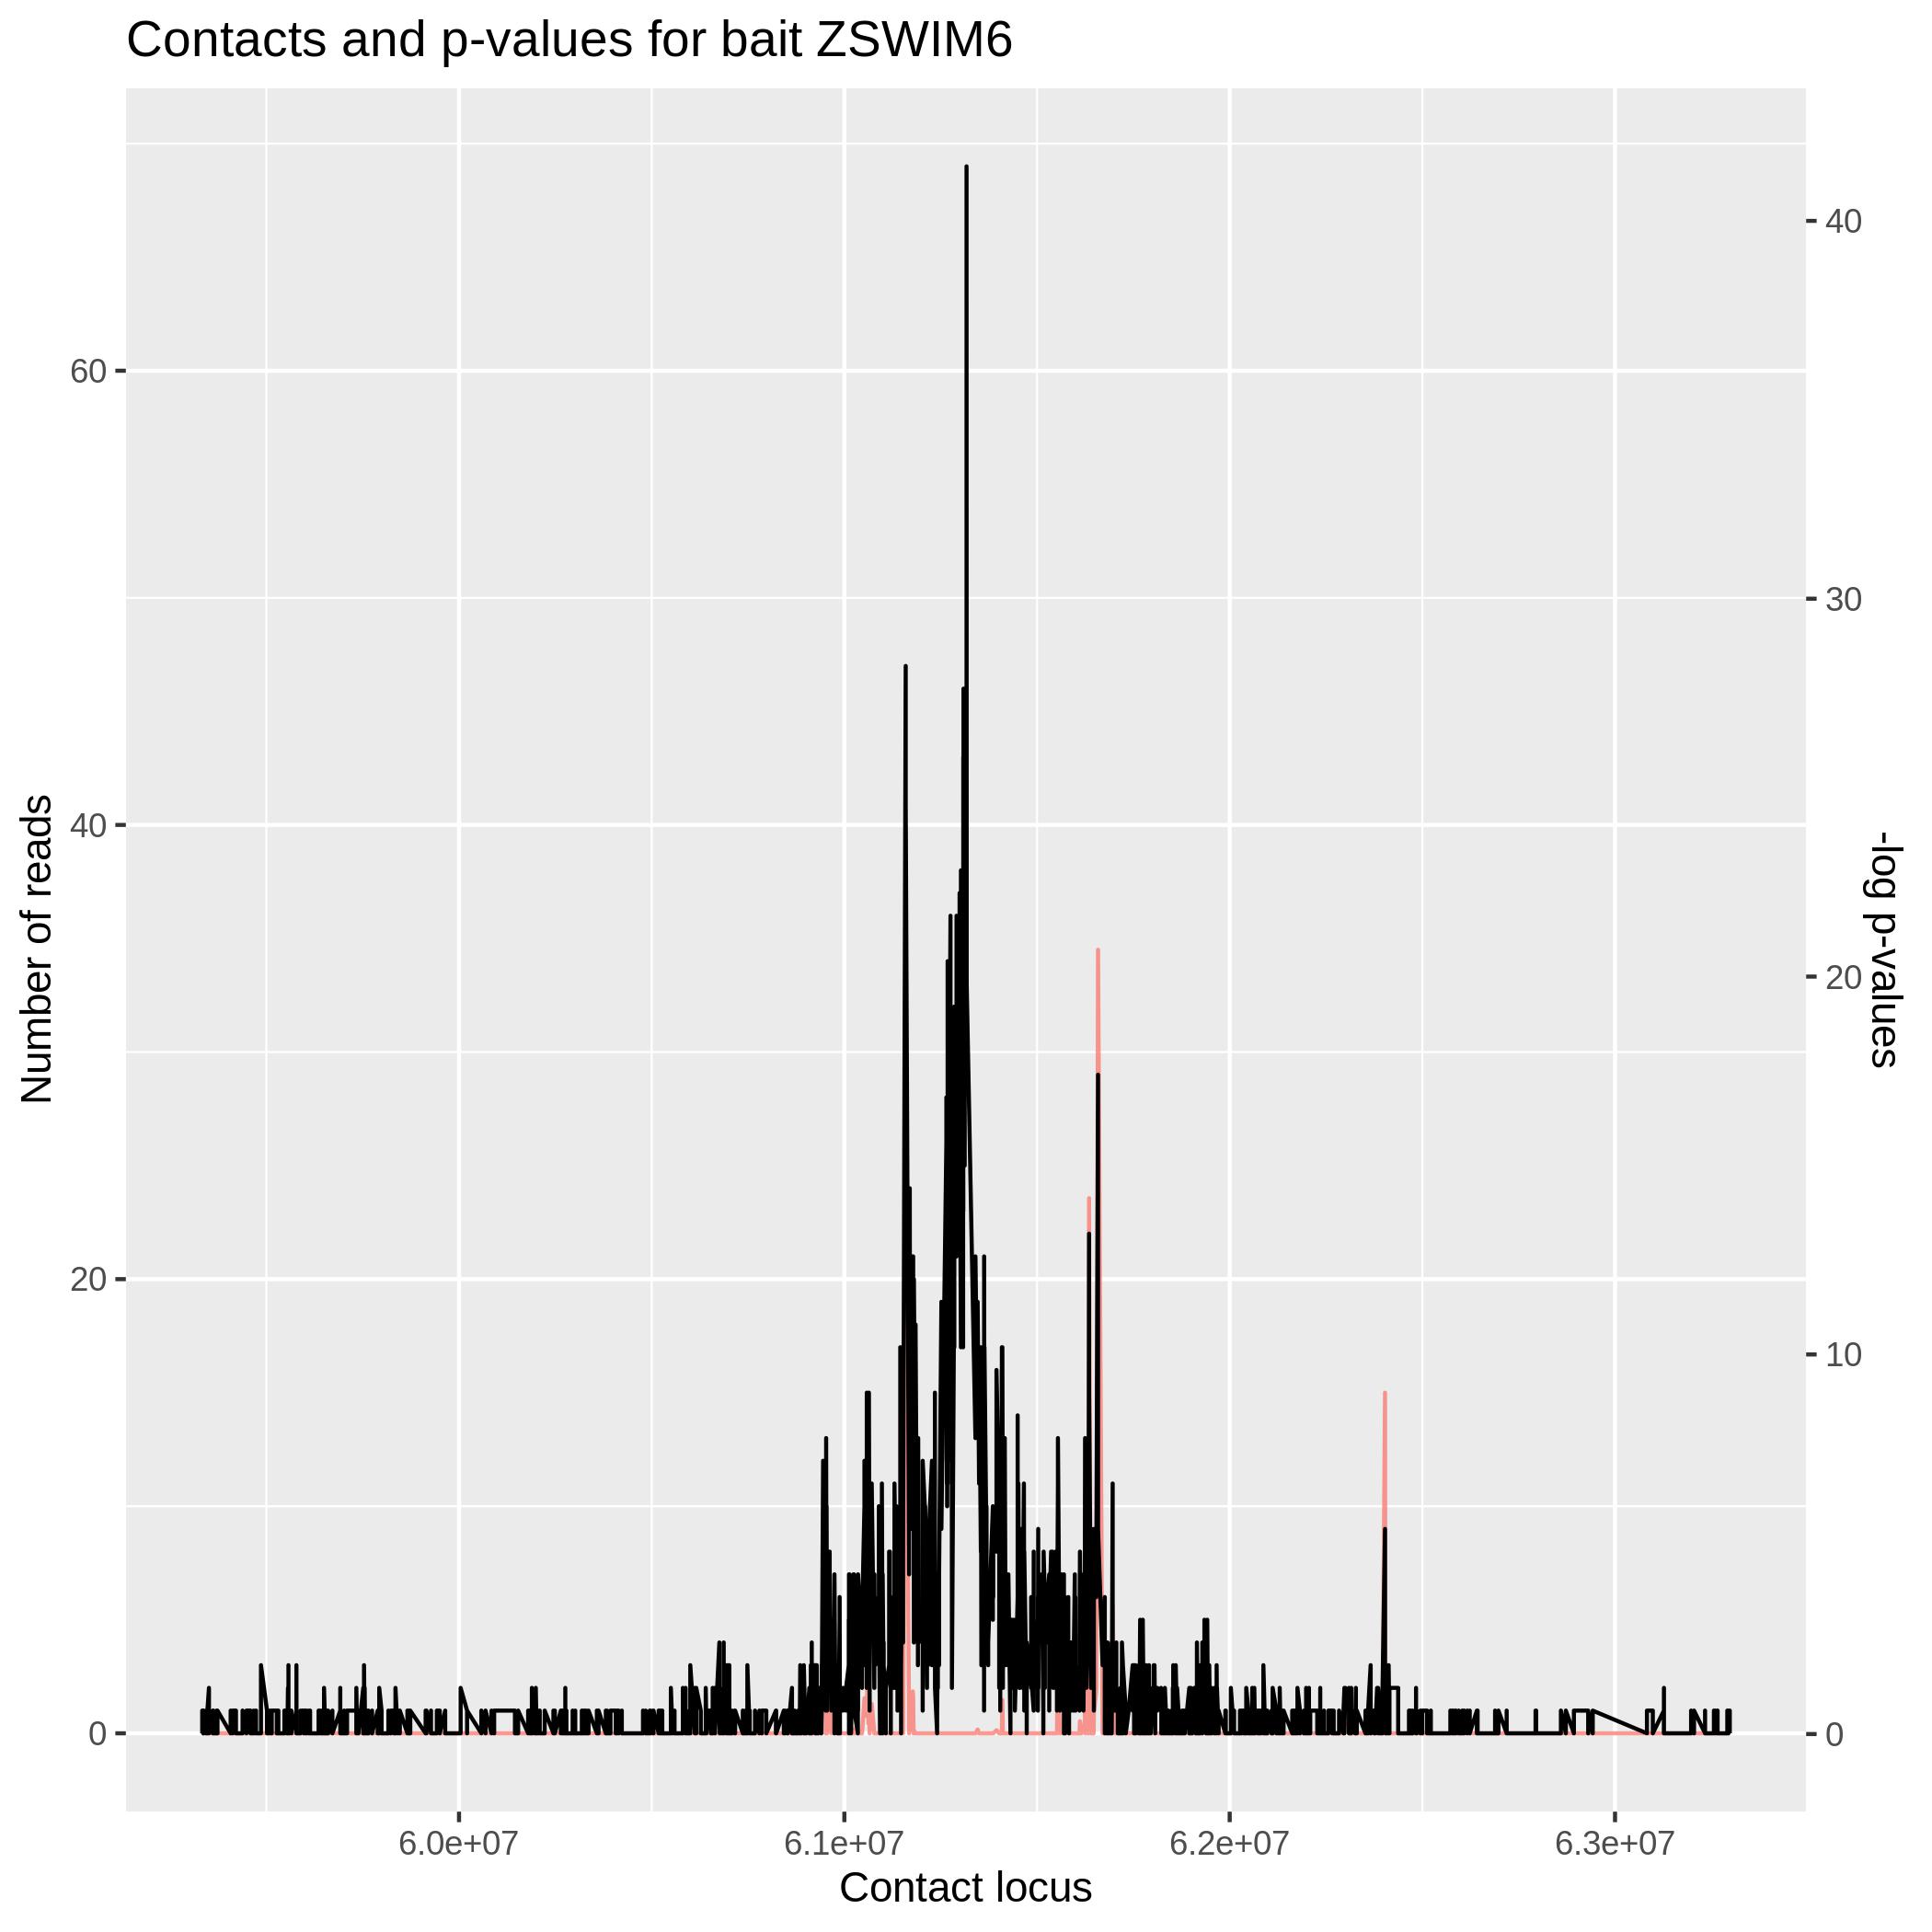 Contacts and p-values for bait ZSWIM6
Number of reads
60
40
20
0
40
30
20
10
0
-log p-values
6.0e+07 6.1e+07 6.2e+07 6.3e+07
Contact locus